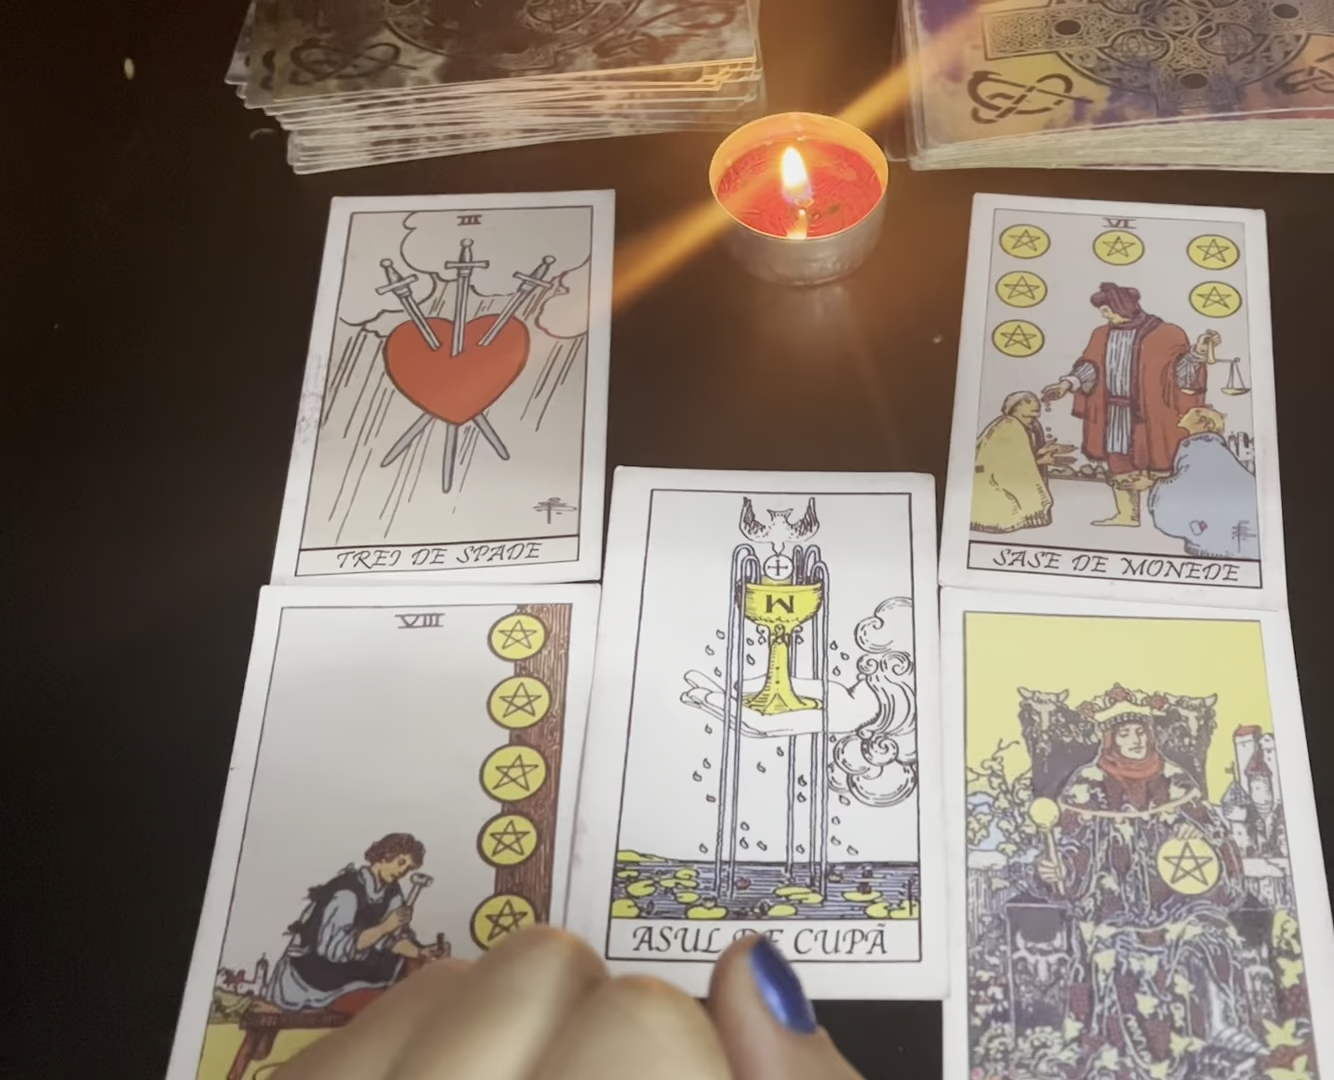 III
TREI DE SPADE
VI
SASE DE MONEDE
VIII
M
ASUL DE CUPĂ